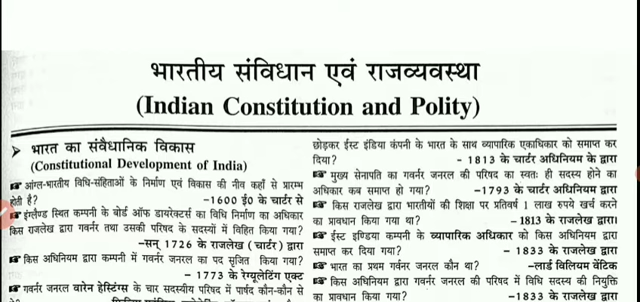 भारतीय संविधान एवं राजव्यवस्था
(Indian Constitution and Polity)
भारत का संवैधानिक विकास
(Constitutional Development of India)
आंग्ल-भारतीय विधि-संहिताओं के निर्माण एवं विकास की नींव कहाँ से प्रारम्भ
होती है? -1600 ई0 के चार्टर से
इंग्लैण्ड स्थित कम्पनी के बोर्ड ऑफ डायरेक्टर्स का विधि निर्माण का अधिकार
किस राजलेख द्वारा गवर्नर तथा उसकी परिषद के सदस्यों में विहित किया गया?
-सन् 1726 के राजलेख (चार्टर) द्वारा
किस अधिनियम द्वारा कम्पनी में गवर्नर जनरल का पद सृजित किया गया?
- 1773 के रेग्यूलेटिंग एक्ट
गवर्नर जनरल वारेन हेस्टिंग्स के चार सदस्यीय परिषद में पार्षद कौन-कौन से
छोड़कर ईस्ट इंडिया कंपनी के भारत के साथ व्यापारिक एकाधिकार को समाप्त कर
दिया? - 1813 के चार्टर अधिनियम के द्वारा
मुख्य सेनापति का गवर्नर जनरल की परिषद का स्वतः ही सदस्य होने का
अधिकार कब समाप्त हो गया? -1793 के चार्टर अधिनियम द्वारा
किस राजलेख द्वारा भारतीयों की शिक्षा पर प्रतिवर्ष 1 लाख रुपये खर्च करने
का प्रावधान किया गया था? - 1813 के राजलेख द्वारा।
ईस्ट इण्डिया कम्पनी के व्यापारिक अधिकार को किस अधिनियम द्वारा
समाप्त कर दिया गया? - 1833 के राजलेख द्वारा
भारत का प्रथम गर्वनर जनरल कौन था? -लार्ड विलियम वेंटिक
किस अधिनियम द्वारा गवर्नर जनरल की परिषद में विधि सदस्य की नियुक्ति
का प्रावधान किया गया? -1833 के राजलेख द्वारा